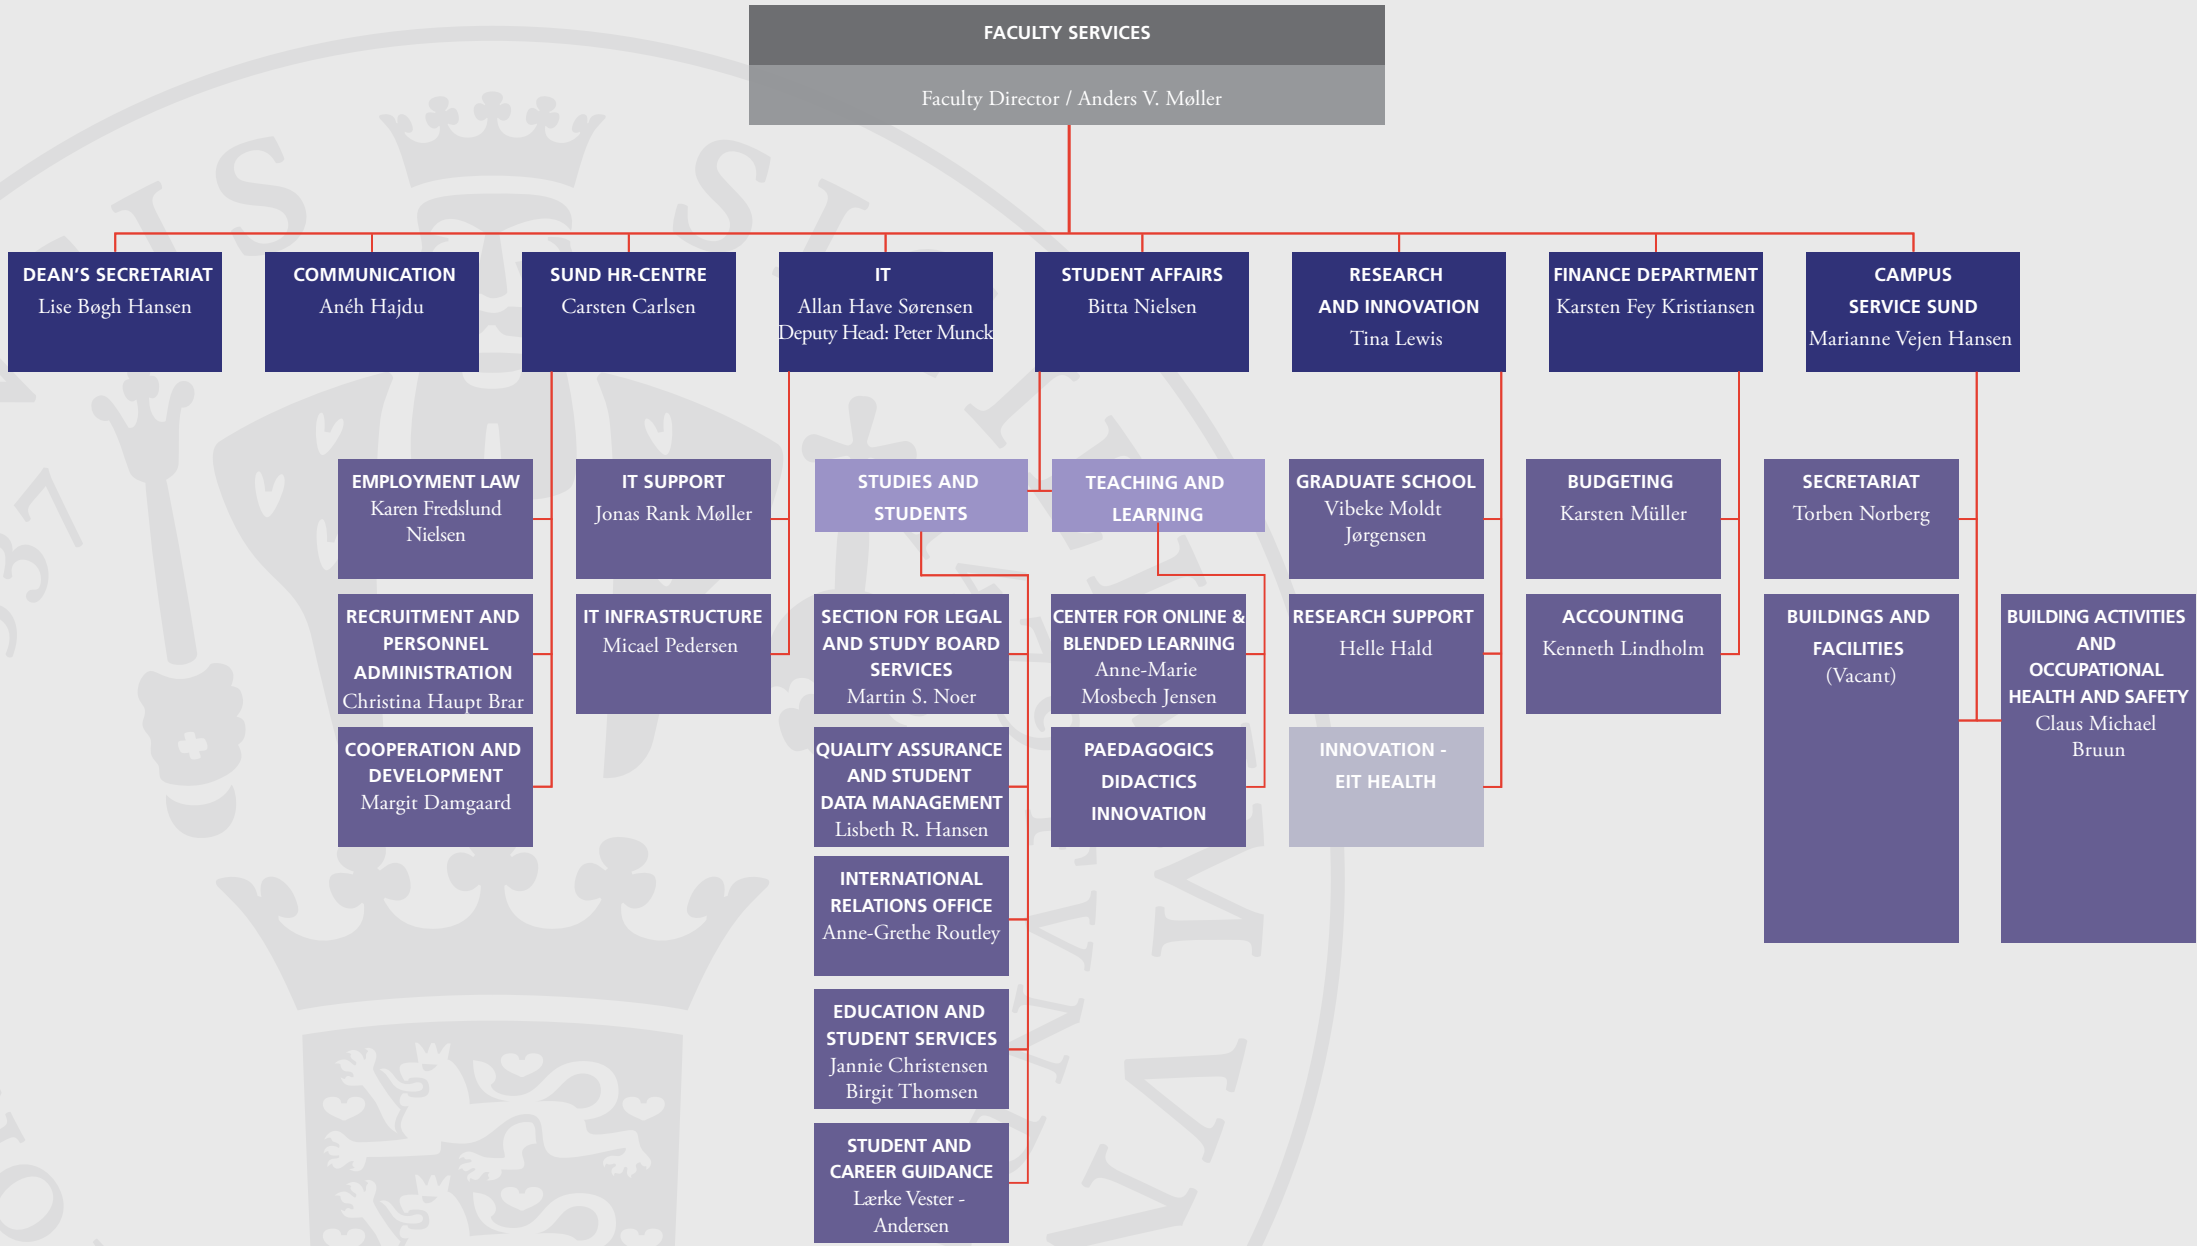 FACULTY SERVICES
Faculty Director / Anders V. Møller
DEAN’S SECRETARIAT
Lise Bøgh Hansen
COMMUNICATION
Anéh Hajdu
SUND HR-CENTRE
Carsten Carlsen
IT
Allan Have Sørensen
Deputy Head: Peter Munck
STUDENT AFFAIRS
Bitta Nielsen
RESEARCH
AND INNOVATION
Tina Lewis
FINANCE DEPARTMENT
Karsten Fey Kristiansen
CAMPUS
SERVICE SUND
Marianne Vejen Hansen
EMPLOYMENT LAW
Karen Fredslund
Nielsen
RECRUITMENT AND
PERSONNEL
ADMINISTRATION
Christina Haupt Brar
COOPERATION AND
DEVELOPMENT
Margit Damgaard
IT SUPPORT
Jonas Rank Møller
IT INFRASTRUCTURE
Micael Pedersen
STUDIES AND
STUDENTS
SECTION FOR LEGAL
AND STUDY BOARD
SERVICES
Martin S. Noer
QUALITY ASSURANCE
AND STUDENT
DATA MANAGEMENT
Lisbeth R. Hansen
INTERNATIONAL
RELATIONS OFFICE
Anne-Grethe Routley
EDUCATION AND
STUDENT SERVICES
Jannie Christensen
Birgit Thomsen
STUDENT AND
CAREER GUIDANCE
Lærke Vester -
Andersen
TEACHING AND
LEARNING
CENTER FOR ONLINE &
BLENDED LEARNING
Anne-Marie
Mosbech Jensen
PAEDAGOGICS
DIDACTICS
INNOVATION
GRADUATE SCHOOL
Vibeke Moldt
Jørgensen
RESEARCH SUPPORT
Helle Hald
INNOVATION -
EIT HEALTH
BUDGETING
Karsten Müller
ACCOUNTING
Kenneth Lindholm
SECRETARIAT
Torben Norberg
BUILDINGS AND
FACILITIES
(Vacant)
BUILDING ACTIVITIES
AND
OCCUPATIONAL
HEALTH AND SAFETY
Claus Michael
Bruun